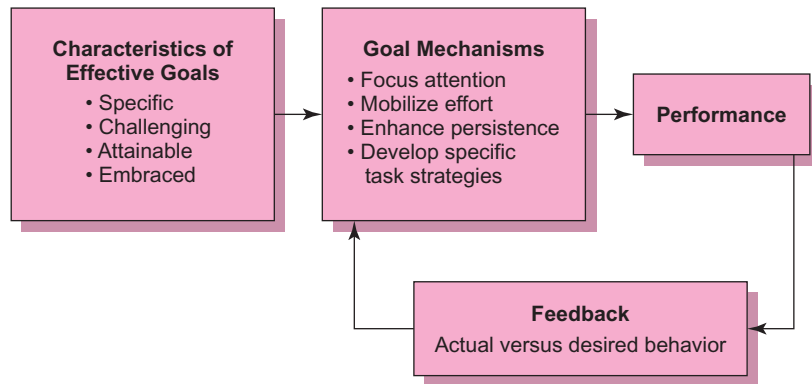 Characteristics of
Effective Goals
• Specific
• Challenging
• Attainable
• Embraced
Goal Mechanisms
• Focus attention
• Mobilize effort
• Enhance persistence
• Develop specific
task strategies
Performance
Feedback
Actual versus desired behavior